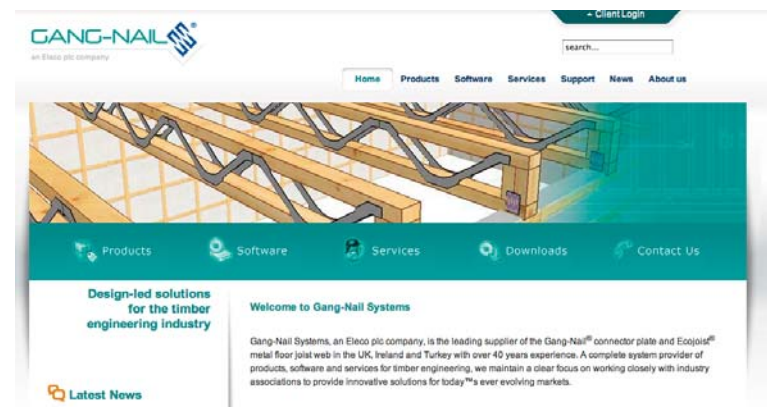 Client Login
GANG-NAIL®
an Eleco plc company
search...
Home Products Software Services Support News About us
Products Software Services Downloads Contact Us
Design-led solutions
for the timber
engineering industry
Latest News
Welcome to Gang-Nail Systems
Gang-Nail Systems, an Eleco plc company, is the leading supplier of the Gang-Nail® connector plate and Ecojoist®
metal floor joist web in the UK, Ireland and Turkey with over 40 years experience. A complete system provider of
products, software and services for timber engineering, we maintain a clear focus on working closely with industry
associations to provide innovative solutions for today™s ever evolving markets.